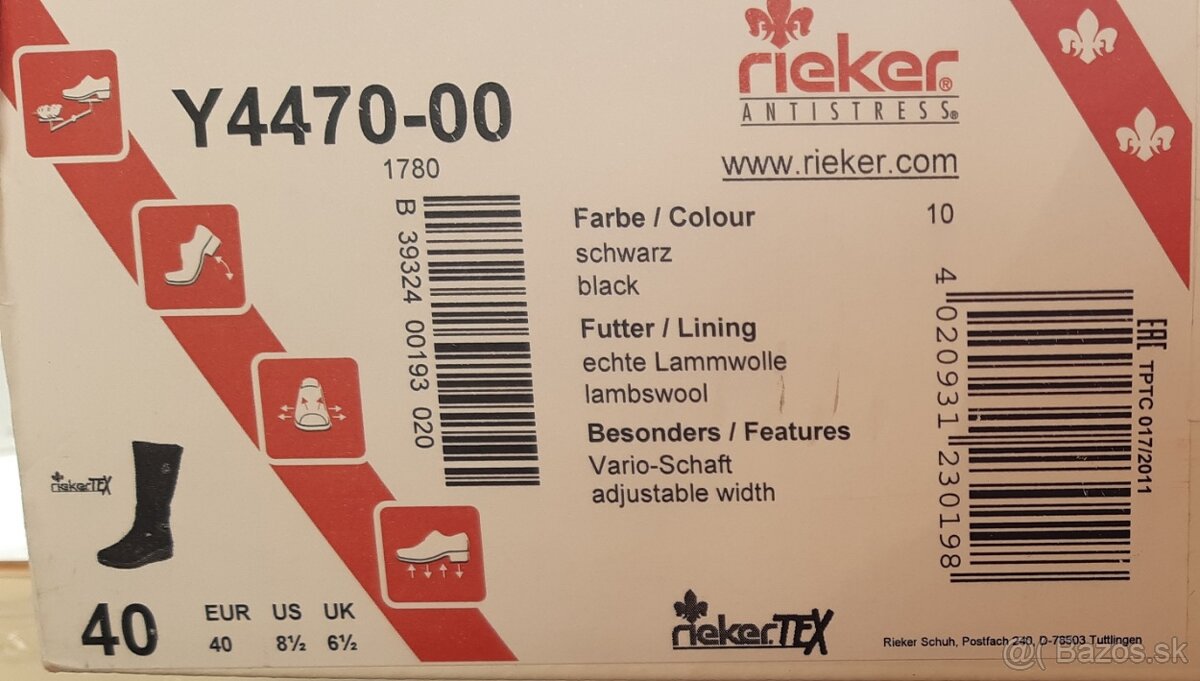 Y4470-00
1780
B 39324 00193 020
rieker®
ANTISTRESS®
www.rieker.com
Farbe / Colour
10
schwarz
black
Futter / Lining
echte Lammwolle
lambswool
Besonders / Features
Vario-Schaft
adjustable width
4 020931 230198
EAC TPTC 017/2011
riekerTEX
40
EUR US UK
40 8½ 6½
riekerTEX
Rieker Schuh, Postfach 240, D-78503 Tuttlingen
@( Bazos.sk